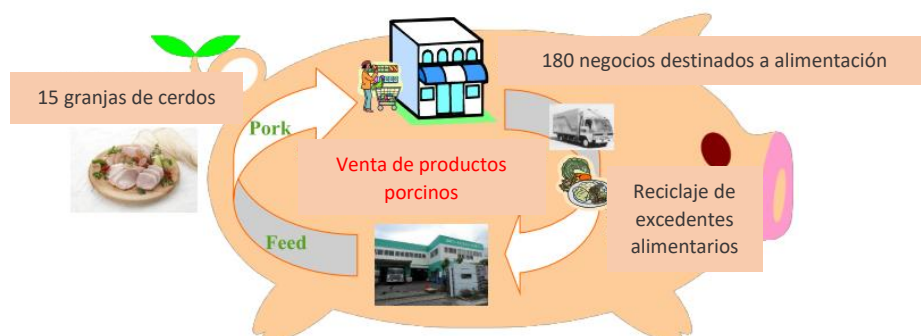 180 negocios destinados a alimentación
15 granjas de cerdos
Pork
Venta de productos
porcinos
Reciclaje de
excedentes
alimentarios
Feed